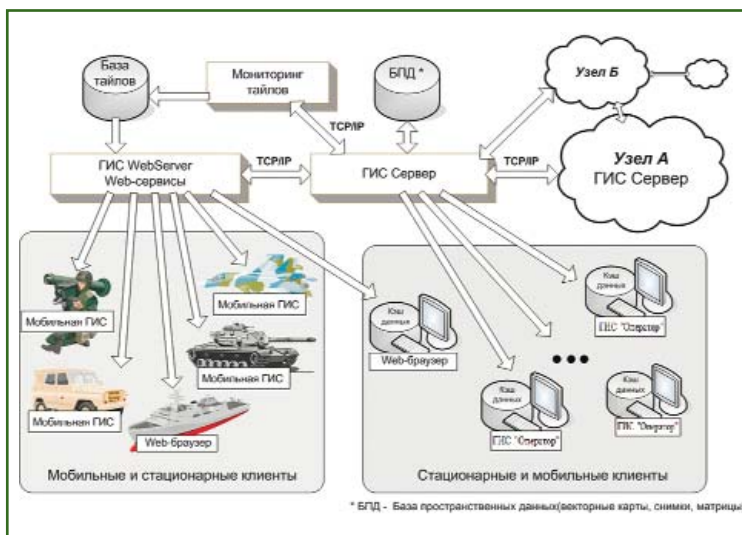 База
тайлов
Мониторинг
тайлов
БПД *
Узел Б
TCP/IP
ГИС WebServer
Web-сервисы
TCP/IP
ГИС Сервер
TCP/IP
Узел А
ГИС Сервер
Мобильная ГИС
Мобильная ГИС
Мобильная ГИС
Мобильная ГИС
Web-браузер
Мобильные и стационарные клиенты
Кэш
данных
Web-браузер
Кэш
данных
ГИС "Оператор"
Кэш
данных
ГИС "Оператор"
Кэш
данных
ГИС "Оператор"
Стационарные и мобильные клиенты
* БПД - База пространственных данных(векторные карты, снимки, матрицы